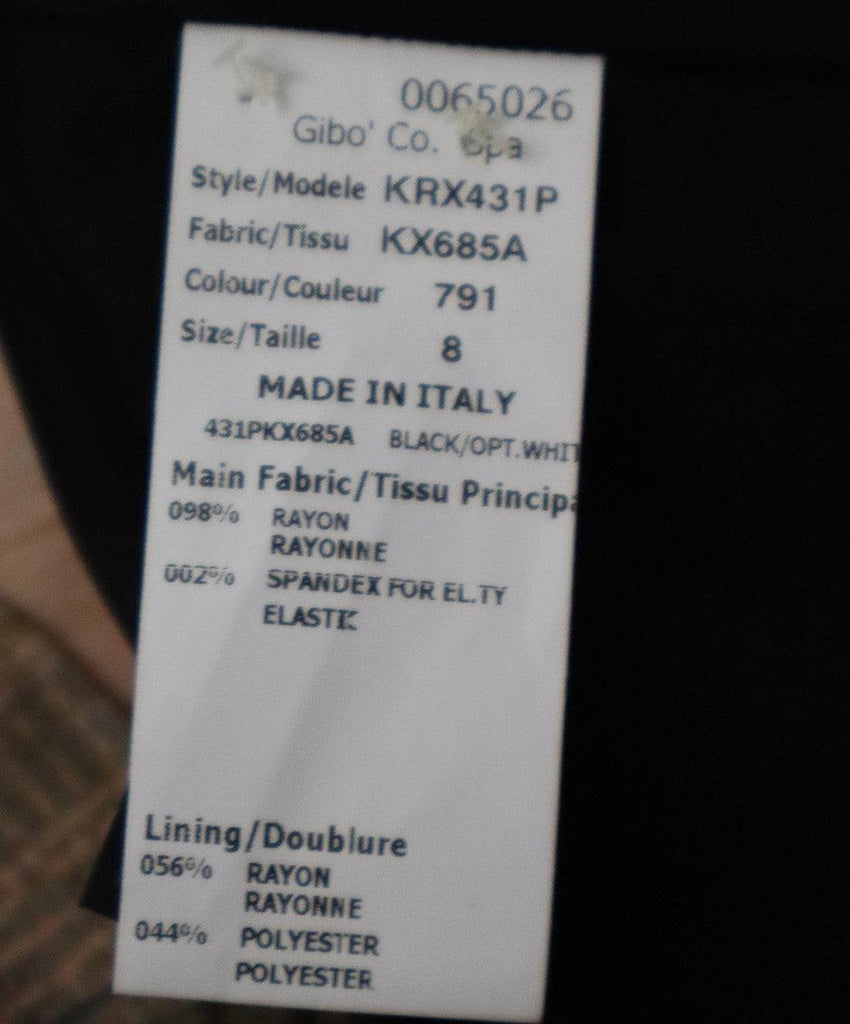 0065026
Gibo' Co. Spa
Style/Modele KRX431P
Fabric/Tissu KX685A
Colour/Couleur 791
Size/Taille 8
MADE IN ITALY
431PKX685A BLACK/OPT.WHIT
Main Fabric/Tissu Principa
098% RAYON
RAYONNE
002% SPANDEX FOR EL.TY
ELASTIC
Lining/Doublure
056% RAYON
RAYONNE
044% POLYESTER
POLYESTER